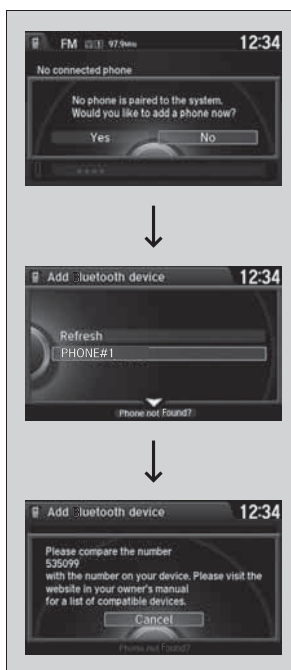 FM 97.9MHz 12:34
No connected phone
No phone is paired to the system.
Would you like to add a phone now?
Yes No
Add Bluetooth device 12:34
Refresh
PHONE#1
Phone not Found?
Add Bluetooth device 12:34
Please compare the number
535099
with the number on your device. Please visit the
website in your owner's manual
for a list of compatible devices.
Cancel
Phone not Found?